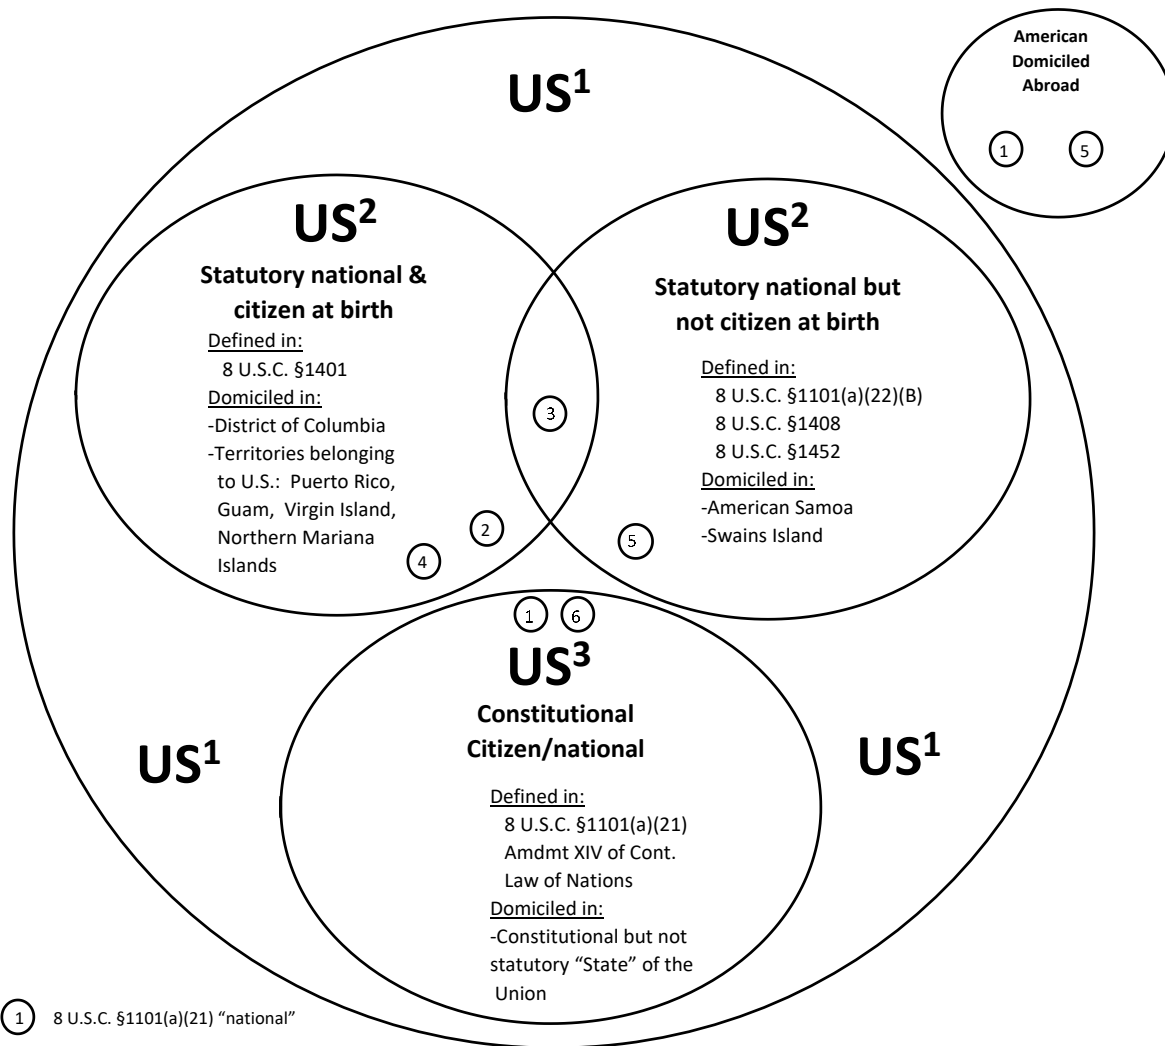 US1
American
Domiciled
Abroad
1 5
US2
Statutory national &
citizen at birth
Defined in:
8 U.S.C. §1401
Domiciled in:
-District of Columbia
-Territories belonging
to U.S.: Puerto Rico,
Guam, Virgin Island,
Northern Mariana
Islands
2
4
3
US2
Statutory national but
not citizen at birth
Defined in:
8 U.S.C. §1101(a)(22)(B)
8 U.S.C. §1408
8 U.S.C. §1452
Domiciled in:
-American Samoa
-Swains Island
5
1 6
US3
Constitutional
Citizen/national
Defined in:
8 U.S.C. §1101(a)(21)
Amdmt XIV of Cont.
Law of Nations
Domiciled in:
-Constitutional but not
statutory “State” of the
Union
US1
US1
1 8 U.S.C. §1101(a)(21) “national”